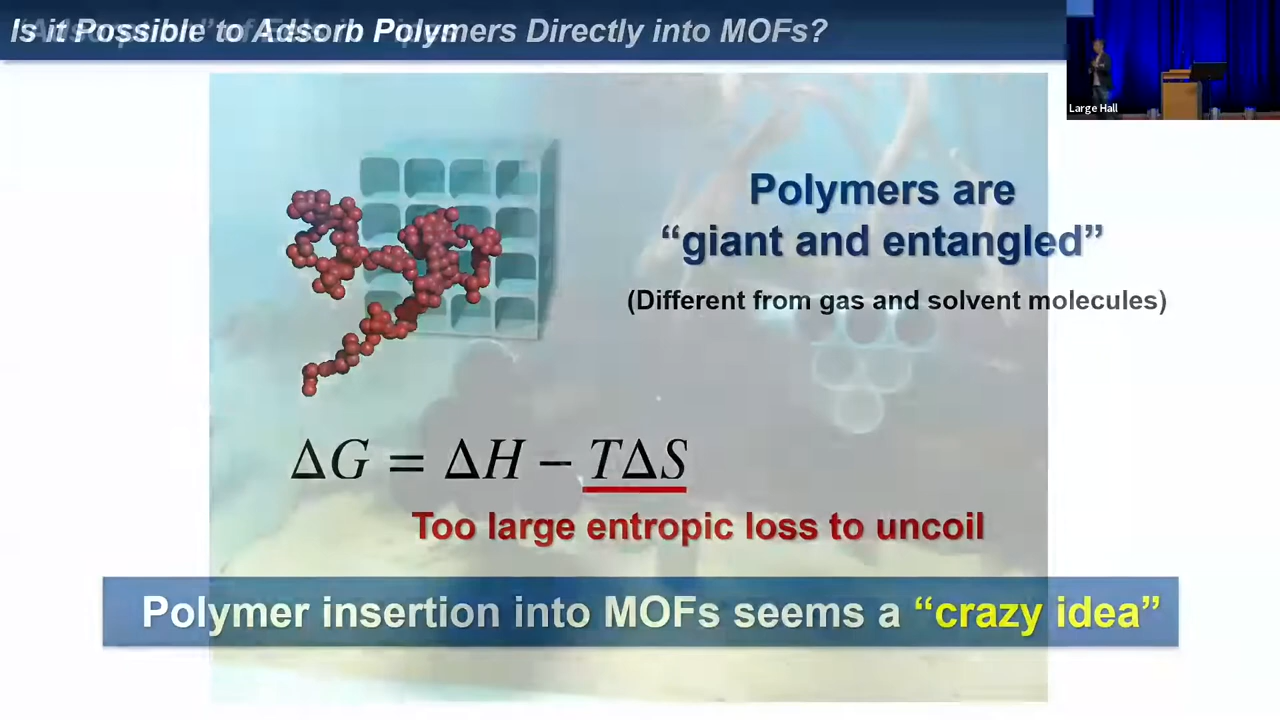 Is it Possible to Adsorb Polymers Directly into MOFs?
Large Hall
Polymers are
“giant and entangled”
(Different from gas and solvent molecules)
ΔG = ΔH − TΔS
Too large entropic loss to uncoil
Polymer insertion into MOFs seems a “crazy idea”